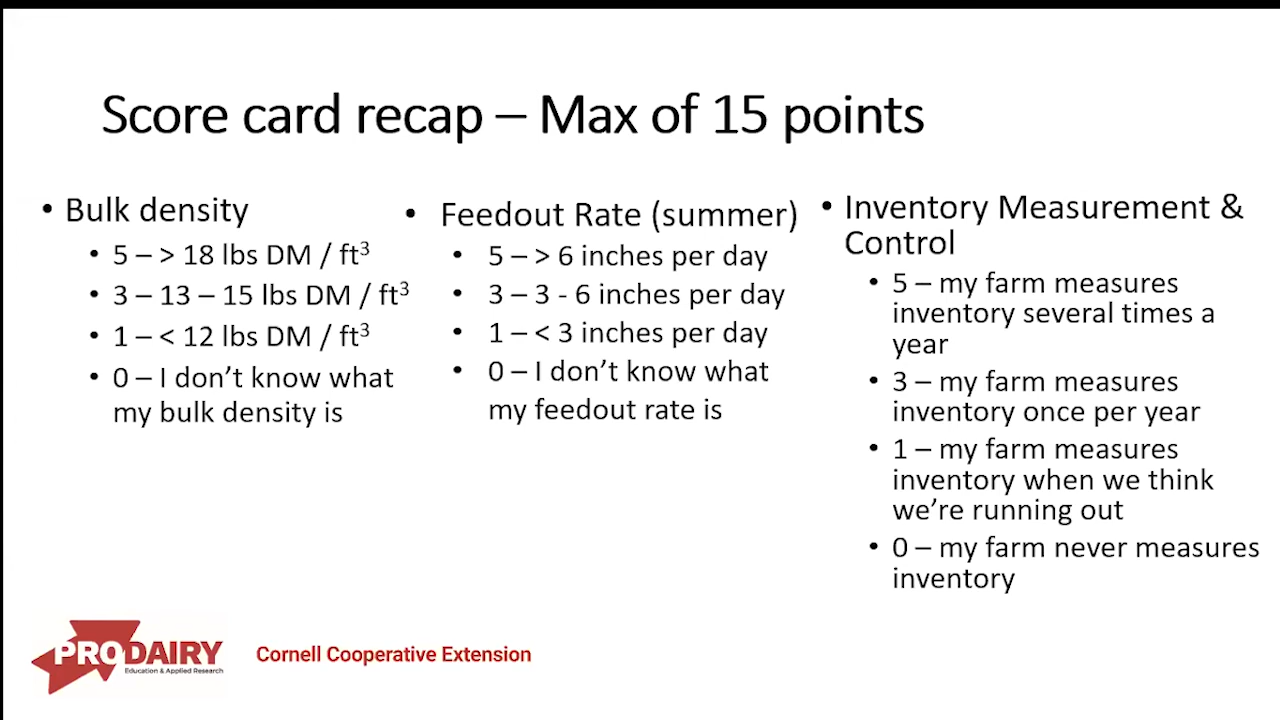 Score card recap – Max of 15 points
• Bulk density
• 5 – > 18 lbs DM / ft³
• 3 – 13 – 15 lbs DM / ft³
• 1 – < 12 lbs DM / ft³
• 0 – I don’t know what
my bulk density is
• Feedout Rate (summer)
• 5 – > 6 inches per day
• 3 – 3 - 6 inches per day
• 1 – < 3 inches per day
• 0 – I don’t know what
my feedout rate is
• Inventory Measurement &
Control
• 5 – my farm measures
inventory several times a
year
• 3 – my farm measures
inventory once per year
• 1 – my farm measures
inventory when we think
we’re running out
• 0 – my farm never measures
inventory
PRODAIRY
Education & Applied Research
Cornell Cooperative Extension